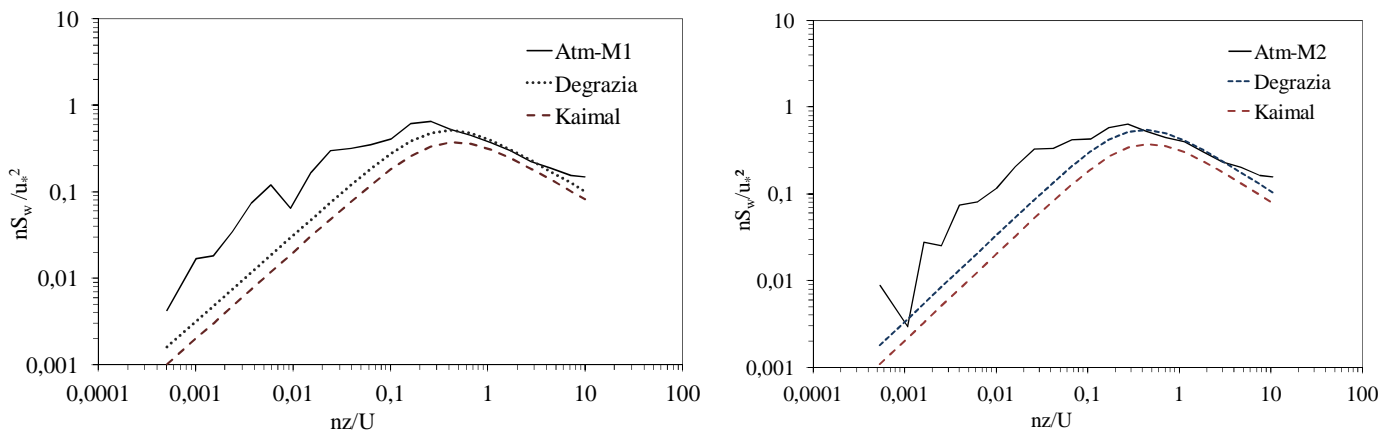 10
1
0,1
0,01
0,001
nS_w /u_*^2
0,0001 0,001 0,01 0,1 1 10 100
nz/U
Atm-M1
Degrazia
Kaimal
10
1
0,1
0,01
0,001
nS_w/u_*^2
0,0001 0,001 0,01 0,1 1 10 100
nz/U
Atm-M2
Degrazia
Kaimal